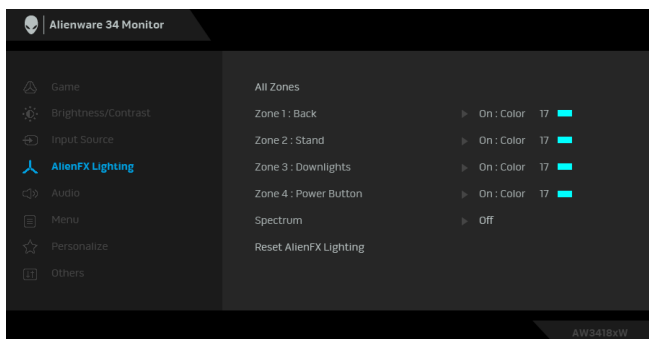 Alienware 34 Monitor
Game
Brightness/Contrast
Input Source
AlienFX Lighting
Audio
Menu
Personalize
Others
All Zones
Zone 1 : Back On : Color 17
Zone 2 : Stand On : Color 17
Zone 3 : Downlights On : Color 17
Zone 4 : Power Button On : Color 17
Spectrum Off
Reset AlienFX Lighting
AW3418xW